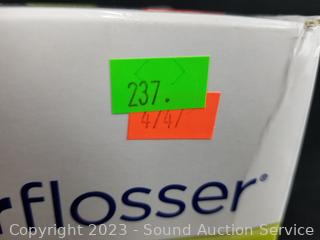 237.
4747
rflosser®
Copyright © 2023 - Sound Auction Service